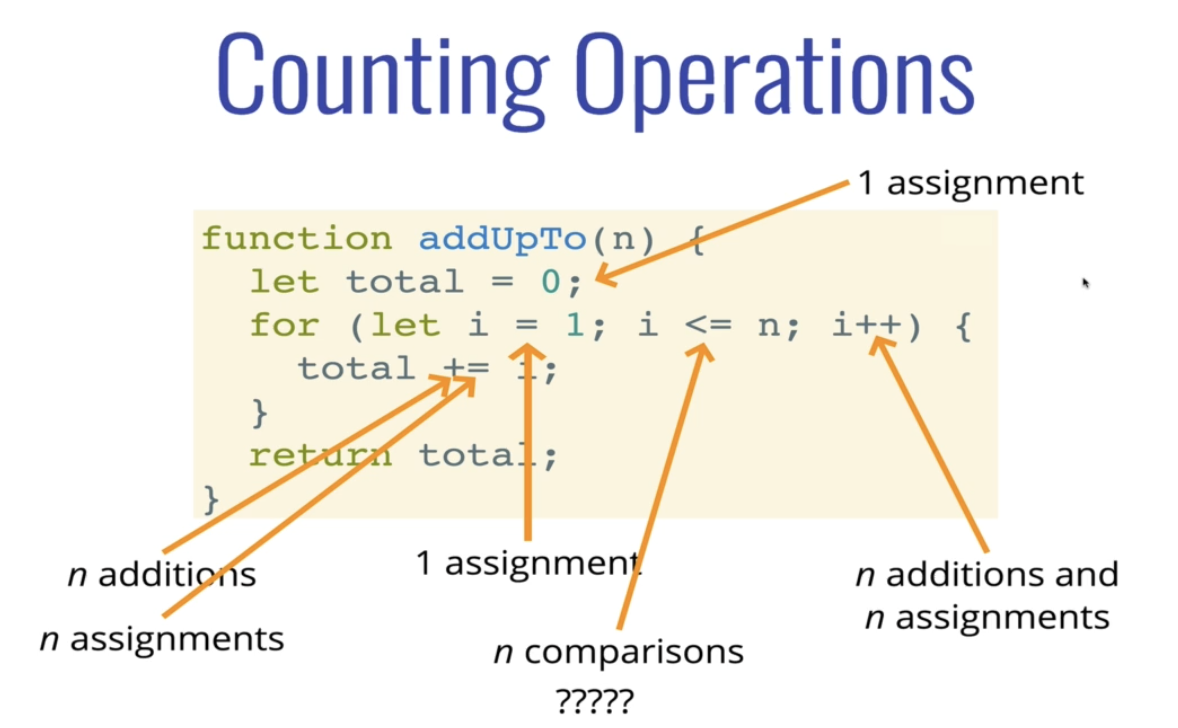 Counting Operations
1 assignment
function addUpTo(n) {
let total = 0;
for (let i = 1; i <= n; i++) {
total += i;
}
return total;
}
n additions
n assignments
1 assignment
n comparisons
?????
n additions and
n assignments